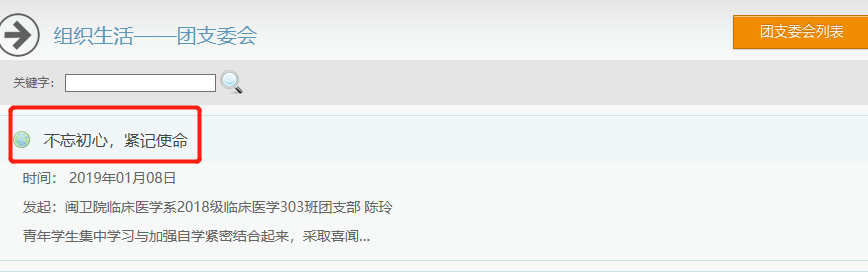 组织生活——团支委会
团支委会列表
关键字：
不忘初心，紧记使命
时间： 2019年01月08日
发起：闽卫院临床医学系2018级临床医学303班团支部 陈玲
青年学生集中学习与加强自学紧密结合起来，采取喜闻...